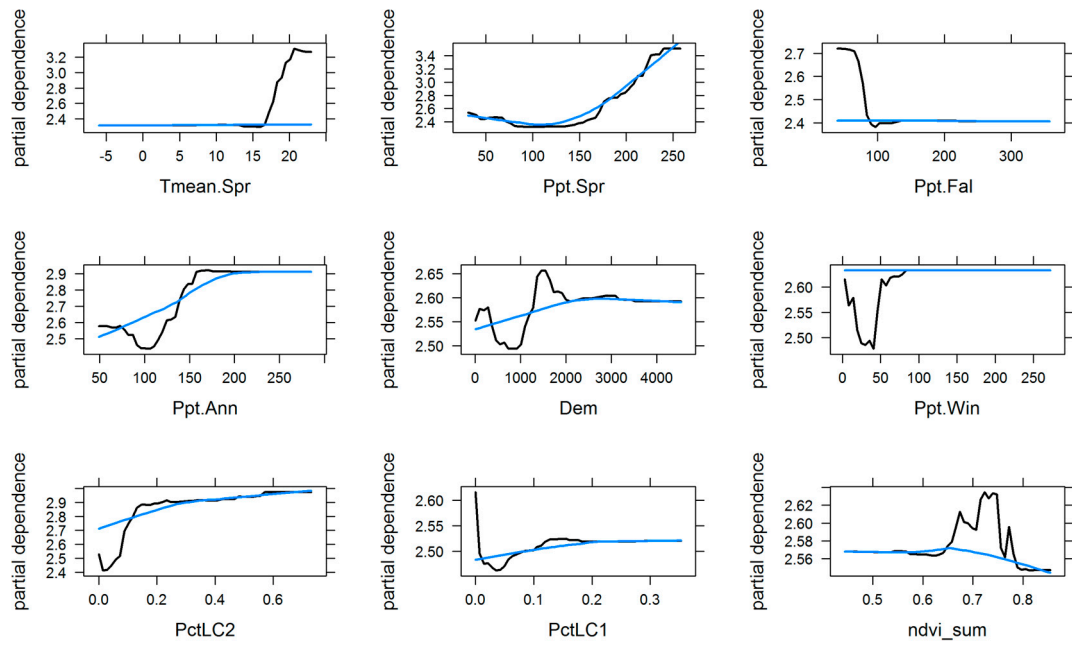 partial dependence
3.2
3.0
2.8
2.6
2.4
-5 0 5 10 15 20
Tmean.Spr
partial dependence
3.4
3.2
3.0
2.8
2.6
2.4
50 100 150 200 250
Ppt.Spr
partial dependence
2.7
2.6
2.5
2.4
100 200 300
Ppt.Fal
partial dependence
2.9
2.8
2.7
2.6
2.5
50 100 150 200 250
Ppt.Ann
partial dependence
2.65
2.60
2.55
2.50
0 1000 2000 3000 4000
Dem
partial dependence
2.60
2.55
2.50
0 50 100 150 200 250
Ppt.Win
partial dependence
2.9
2.8
2.7
2.6
2.5
2.4
0.0 0.2 0.4 0.6
PctLC2
partial dependence
2.60
2.55
2.50
0.0 0.1 0.2 0.3
PctLC1
partial dependence
2.62
2.60
2.58
2.56
0.5 0.6 0.7 0.8
ndvi_sum